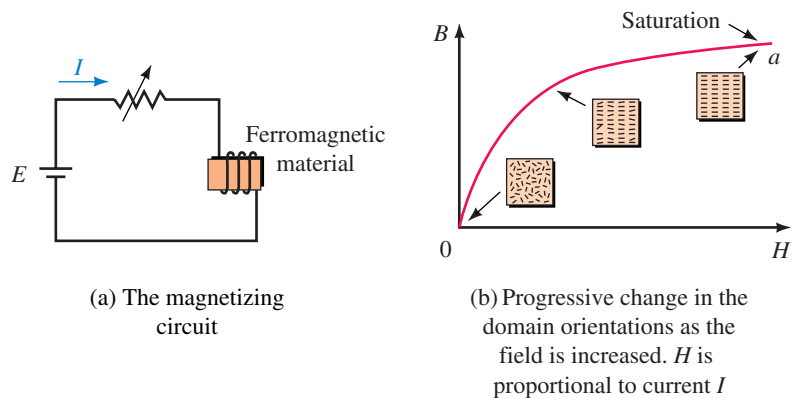 I
E
Ferromagnetic
material
(a) The magnetizing
circuit
B
Saturation
a
0
H
(b) Progressive change in the
domain orientations as the
field is increased. H is
proportional to current I